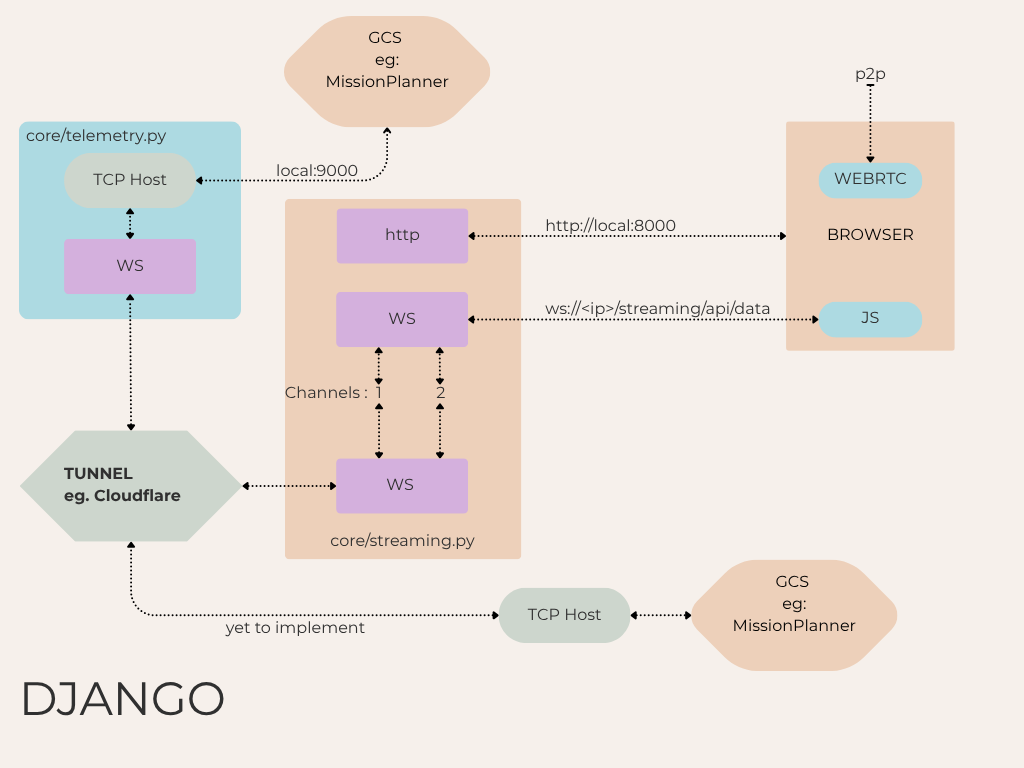 GCS
eg:
MissionPlanner
p2p
core/telemetry.py
TCP Host
local:9000
WEBRTC
http://local:8000
http
BROWSER
WS
ws://<ip>/streaming/api/data
WS
JS
Channels : 1 2
TUNNEL
eg. Cloudflare
WS
core/streaming.py
GCS
eg:
MissionPlanner
TCP Host
yet to implement
DJANGO